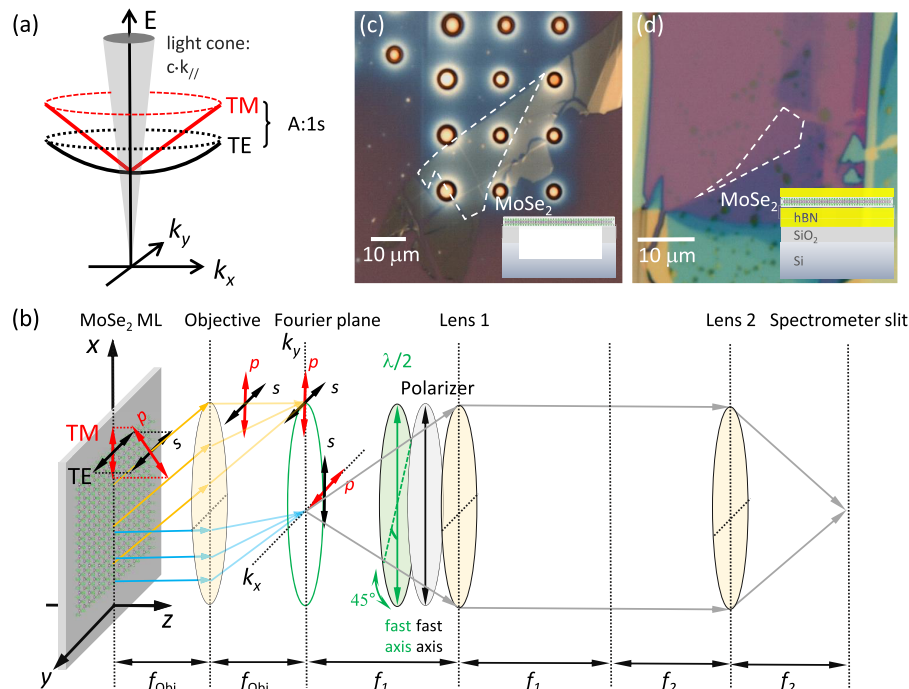 (a)
E
light cone:
c·k//
TM
TE
A:1s
ky
kx
(c)
MoSe2
10 μm
(d)
MoSe2
hBN
SiO2
Si
10 μm
(b)
MoSe2 ML
Objective
Fourier plane
Lens 1
Lens 2
Spectrometer slit
x
ky
p
s
p
s
λ/2
Polarizer
TM
p
s
TE
s
p
kx
z
y
45°
fast
axis
fast
axis
fObj
fObj
f1
f1
f2
f2